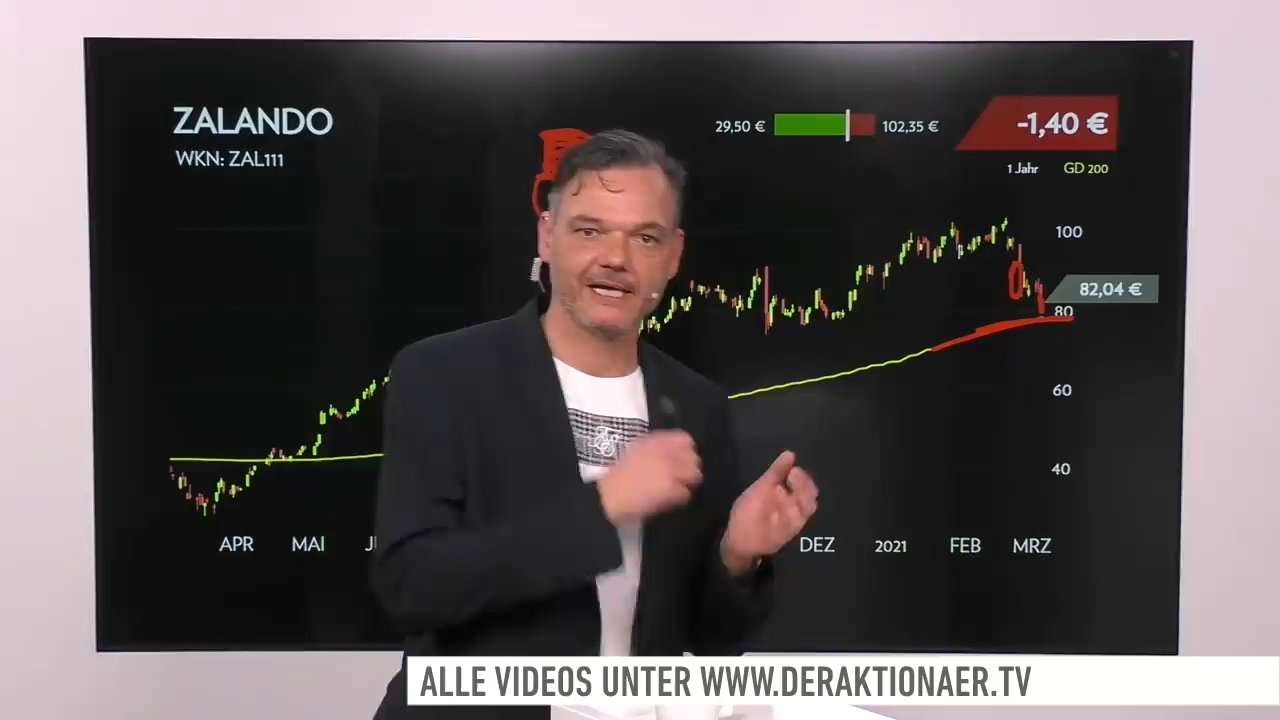 ZALANDO
WKN: ZAL111
29,50 €
102,35 €
-1,40 €
1 Jahr
GD 200
100
82,04 €
80
60
40
APR
MAI
DEZ
2021
FEB
MRZ
ALLE VIDEOS UNTER WWW.DERAKTIONAER.TV